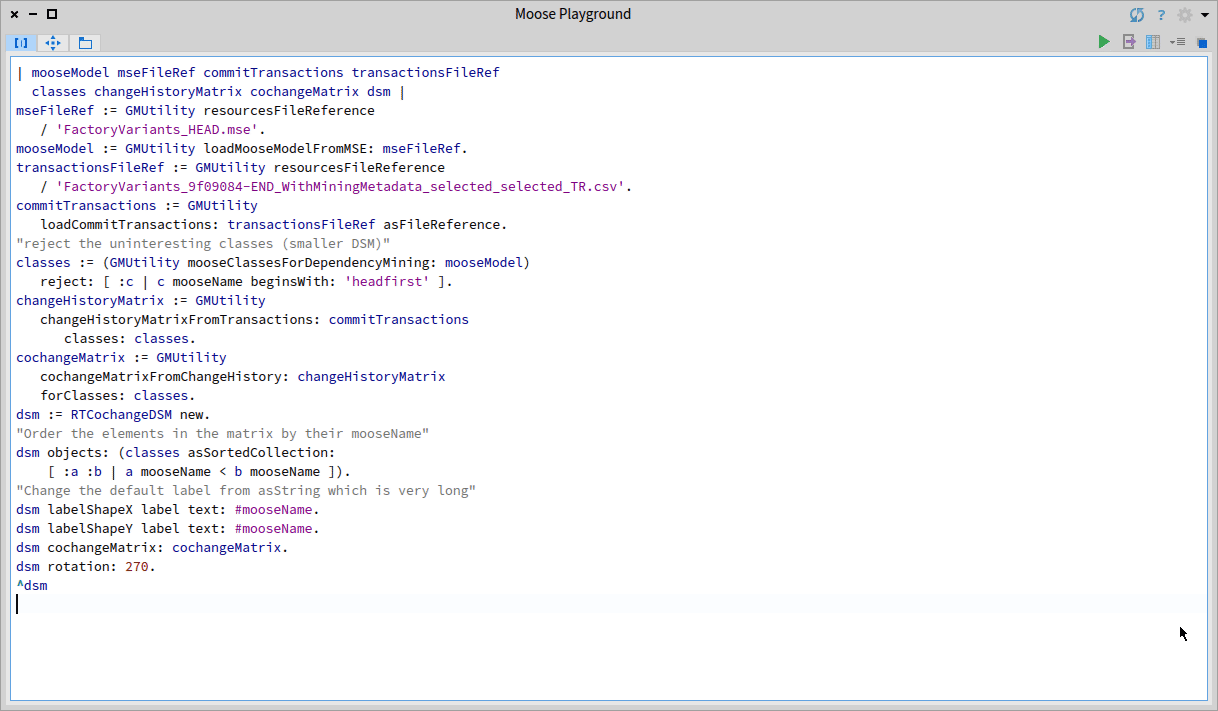 Moose Playground
?
| mooseModel mseFileRef commitTransactions transactionsFileRef
  classes changeHistoryMatrix cochangeMatrix dsm |
mseFileRef := GMUtility resourcesFileReference
   / 'FactoryVariants_HEAD.mse'.
mooseModel := GMUtility loadMooseModelFromMSE: mseFileRef.
transactionsFileRef := GMUtility resourcesFileReference
   / 'FactoryVariants_9f09084-END_WithMiningMetadata_selected_selected_TR.csv'.
commitTransactions := GMUtility
   loadCommitTransactions: transactionsFileRef asFileReference.
"reject the uninteresting classes (smaller DSM)"
classes := (GMUtility mooseClassesForDependencyMining: mooseModel)
   reject: [ :c | c mooseName beginsWith: 'headfirst' ].
changeHistoryMatrix := GMUtility
   changeHistoryMatrixFromTransactions: commitTransactions
      classes: classes.
cochangeMatrix := GMUtility
   cochangeMatrixFromChangeHistory: changeHistoryMatrix
   forClasses: classes.
dsm := RTCochangeDSM new.
"Order the elements in the matrix by their mooseName"
dsm objects: (classes asSortedCollection:
    [ :a :b | a mooseName < b mooseName ]).
"Change the default label from asString which is very long"
dsm labelShapeX label text: #mooseName.
dsm labelShapeY label text: #mooseName.
dsm cochangeMatrix: cochangeMatrix.
dsm rotation: 270.
^dsm